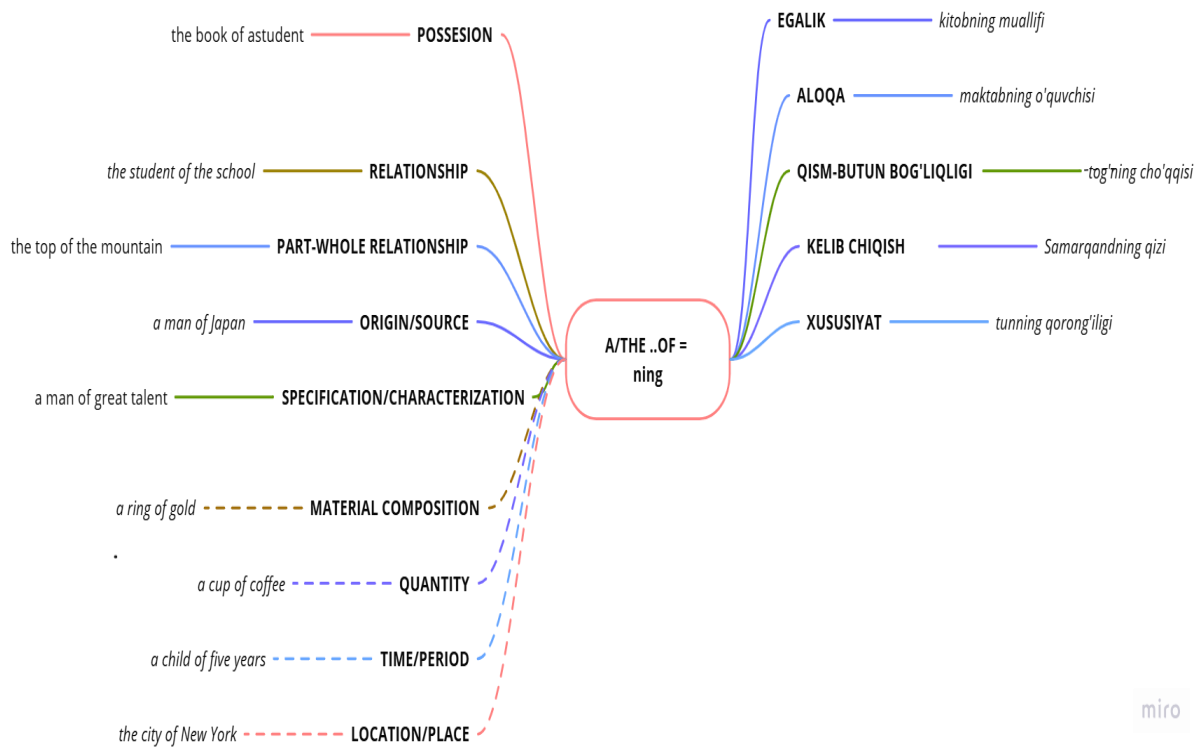 the book of astudent POSSESION
the student of the school RELATIONSHIP
the top of the mountain PART-WHOLE RELATIONSHIP
a man of Japan ORIGIN/SOURCE
a man of great talent SPECIFICATION/CHARACTERIZATION
a ring of gold MATERIAL COMPOSITION
a cup of coffee QUANTITY
a child of five years TIME/PERIOD
the city of New York LOCATION/PLACE
A/THE ..OF =
ning
EGALIK kitobning muallifi
ALOQA maktabning o'quvchisi
QISM-BUTUN BOG'LIQLIGI tog'ning cho'qqisi
KELIB CHIQISH Samarqandning qizi
XUSUSIYAT tunning qorong'iligi
miro